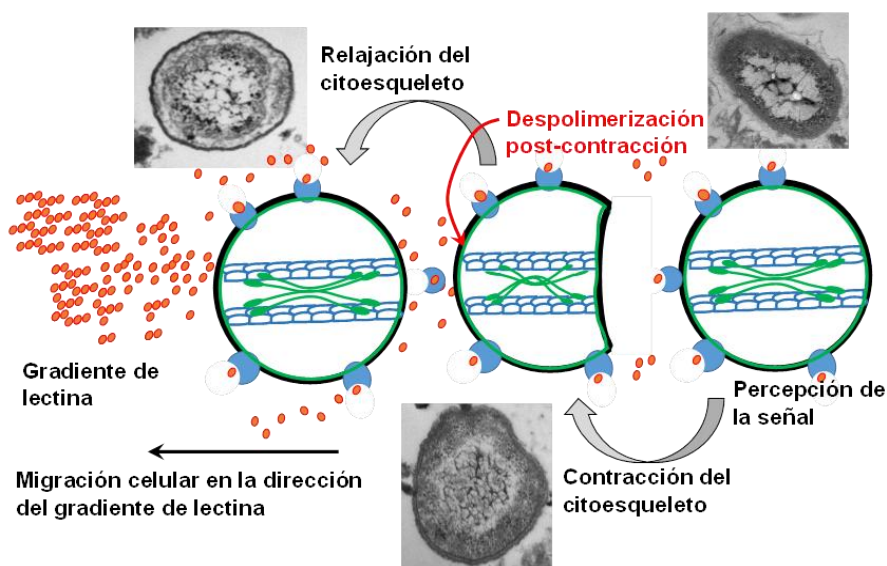 Relajación del
citoesqueleto
Despolimerización
post-contracción
Gradiente de
lectina
Percepción de
la señal
Migración celular en la dirección
del gradiente de lectina
Contracción del
citoesqueleto